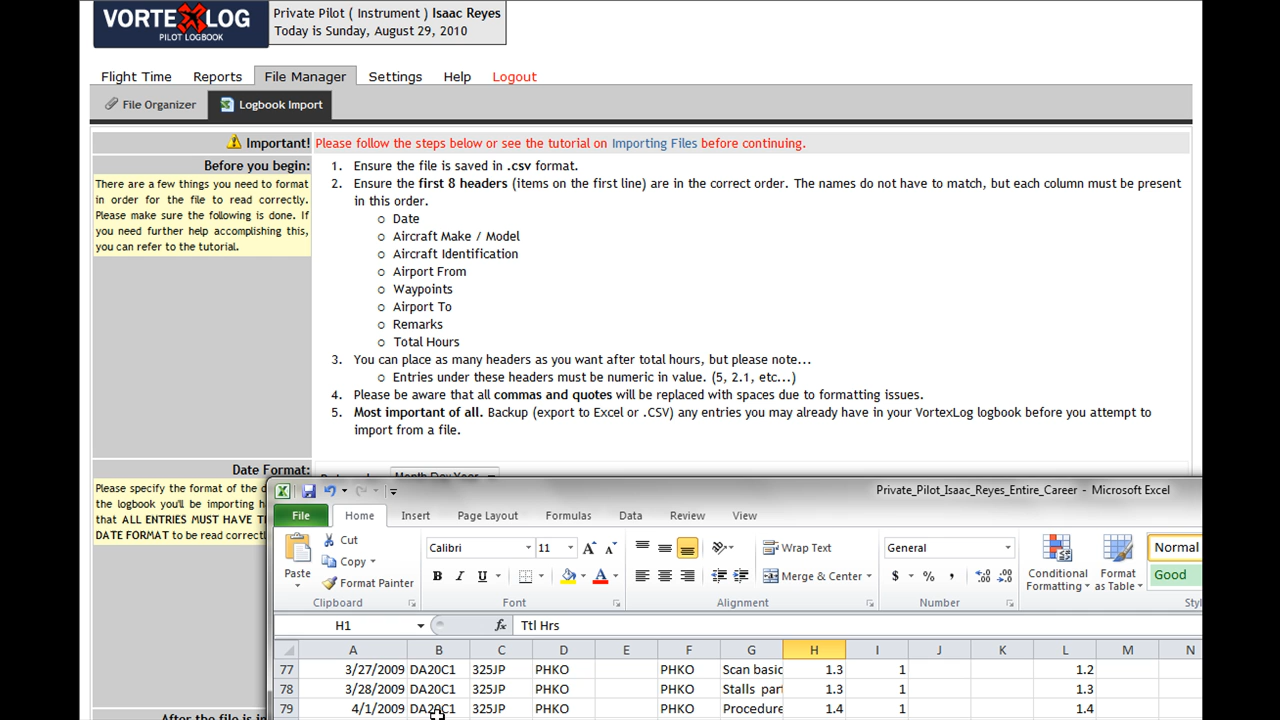 VORTEXLOG
PILOT LOGBOOK
Private Pilot ( Instrument ) Isaac Reyes
Today is Sunday, August 29, 2010
Flight Time Reports File Manager Settings Help Logout
File Organizer Logbook Import
Important! Please follow the steps below or see the tutorial on Importing Files before continuing.
Before you begin:
There are a few things you need to format
in order for the file to read correctly.
Please make sure the following is done. If
you need further help accomplishing this,
you can refer to the tutorial.
1. Ensure the file is saved in .csv format.
2. Ensure the first 8 headers (items on the first line) are in the correct order. The names do not have to match, but each column must be present
in this order.
o Date
o Aircraft Make / Model
o Aircraft Identification
o Airport From
o Waypoints
o Airport To
o Remarks
o Total Hours
3. You can place as many headers as you want after total hours, but please note...
o Entries under these headers must be numeric in value. (5, 2.1, etc...)
4. Please be aware that all commas and quotes will be replaced with spaces due to formatting issues.
5. Most important of all. Backup (export to Excel or .CSV) any entries you may already have in your VortexLog logbook before you attempt to
import from a file.
Date Format:
Please specify the format of the d
the logbook you'll be importing h
that ALL ENTRIES MUST HAVE TH
DATE FORMAT to be read correctl
Month Day Year
Private_Pilot_Isaac_Reyes_Entire_Career - Microsoft Excel
File Home Insert Page Layout Formulas Data Review View
Paste Cut Copy Format Painter Clipboard
Calibri 11 B I U A A A Font
Wrap Text Merge & Center Alignment
General $ % , .00 .0 Number
Conditional Formatting Format as Table
Normal Good
H1 fx Ttl Hrs
A B C D E F G H I J K L M N
77 3/27/2009 DA20C1 325JP PHKO PHKO Scan basic 1.3 1 1.2
78 3/28/2009 DA20C1 325JP PHKO PHKO Stalls part 1.3 1 1.3
79 4/1/2009 DA20C1 325JP PHKO PHKO Procedure 1.4 1 1.4
After the file is